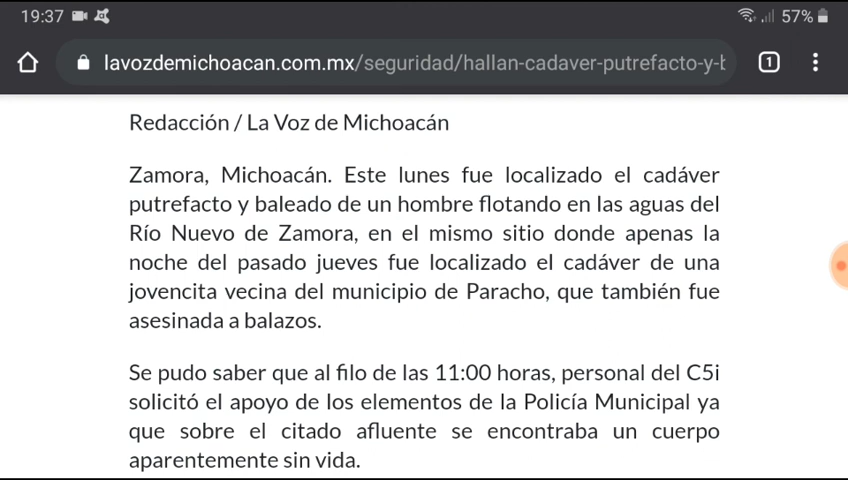 19:37 57%
lavozdemichoacan.com.mx/seguridad/hallan-cadaver-putrefacto-y-b 1
Redacción / La Voz de Michoacán
Zamora, Michoacán. Este lunes fue localizado el cadáver
putrefacto y baleado de un hombre flotando en las aguas del
Río Nuevo de Zamora, en el mismo sitio donde apenas la
noche del pasado jueves fue localizado el cadáver de una
jovencita vecina del municipio de Paracho, que también fue
asesinada a balazos.
Se pudo saber que al filo de las 11:00 horas, personal del C5i
solicitó el apoyo de los elementos de la Policía Municipal ya
que sobre el citado afluente se encontraba un cuerpo
aparentemente sin vida.